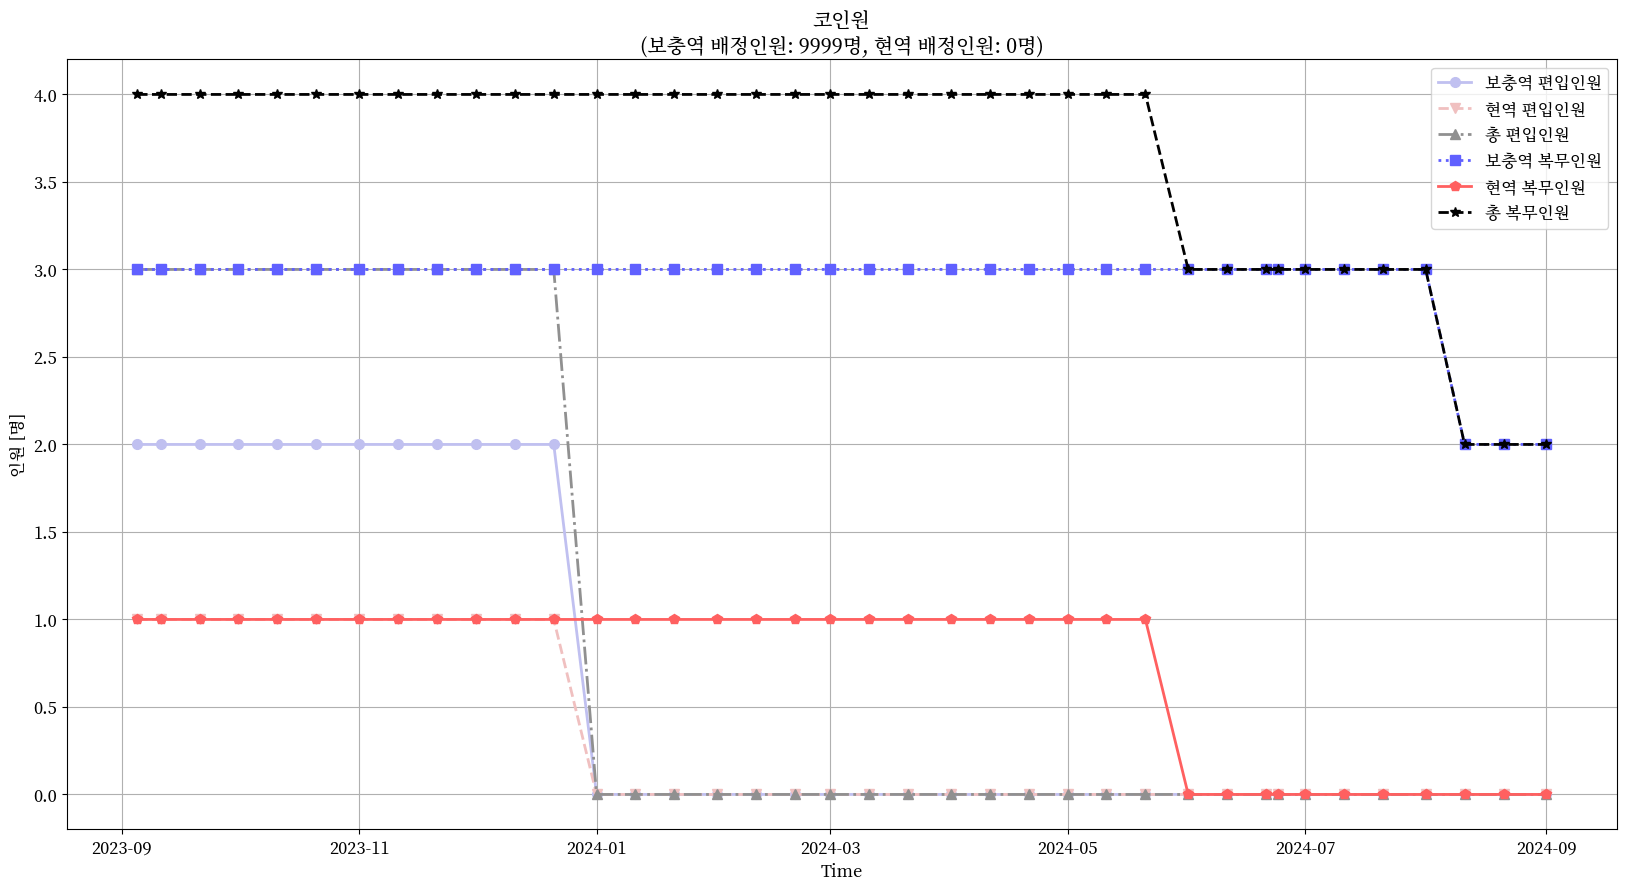 코인원
(보충역 배정인원: 9999명, 현역 배정인원: 0명)
4.0
3.5
3.0
2.5
2.0
1.5
1.0
0.5
0.0
인원 [명]
보충역 편입인원
현역 편입인원
총 편입인원
보충역 복무인원
현역 복무인원
총 복무인원
2023-09
2023-11
2024-01
2024-03
2024-05
2024-07
2024-09
Time